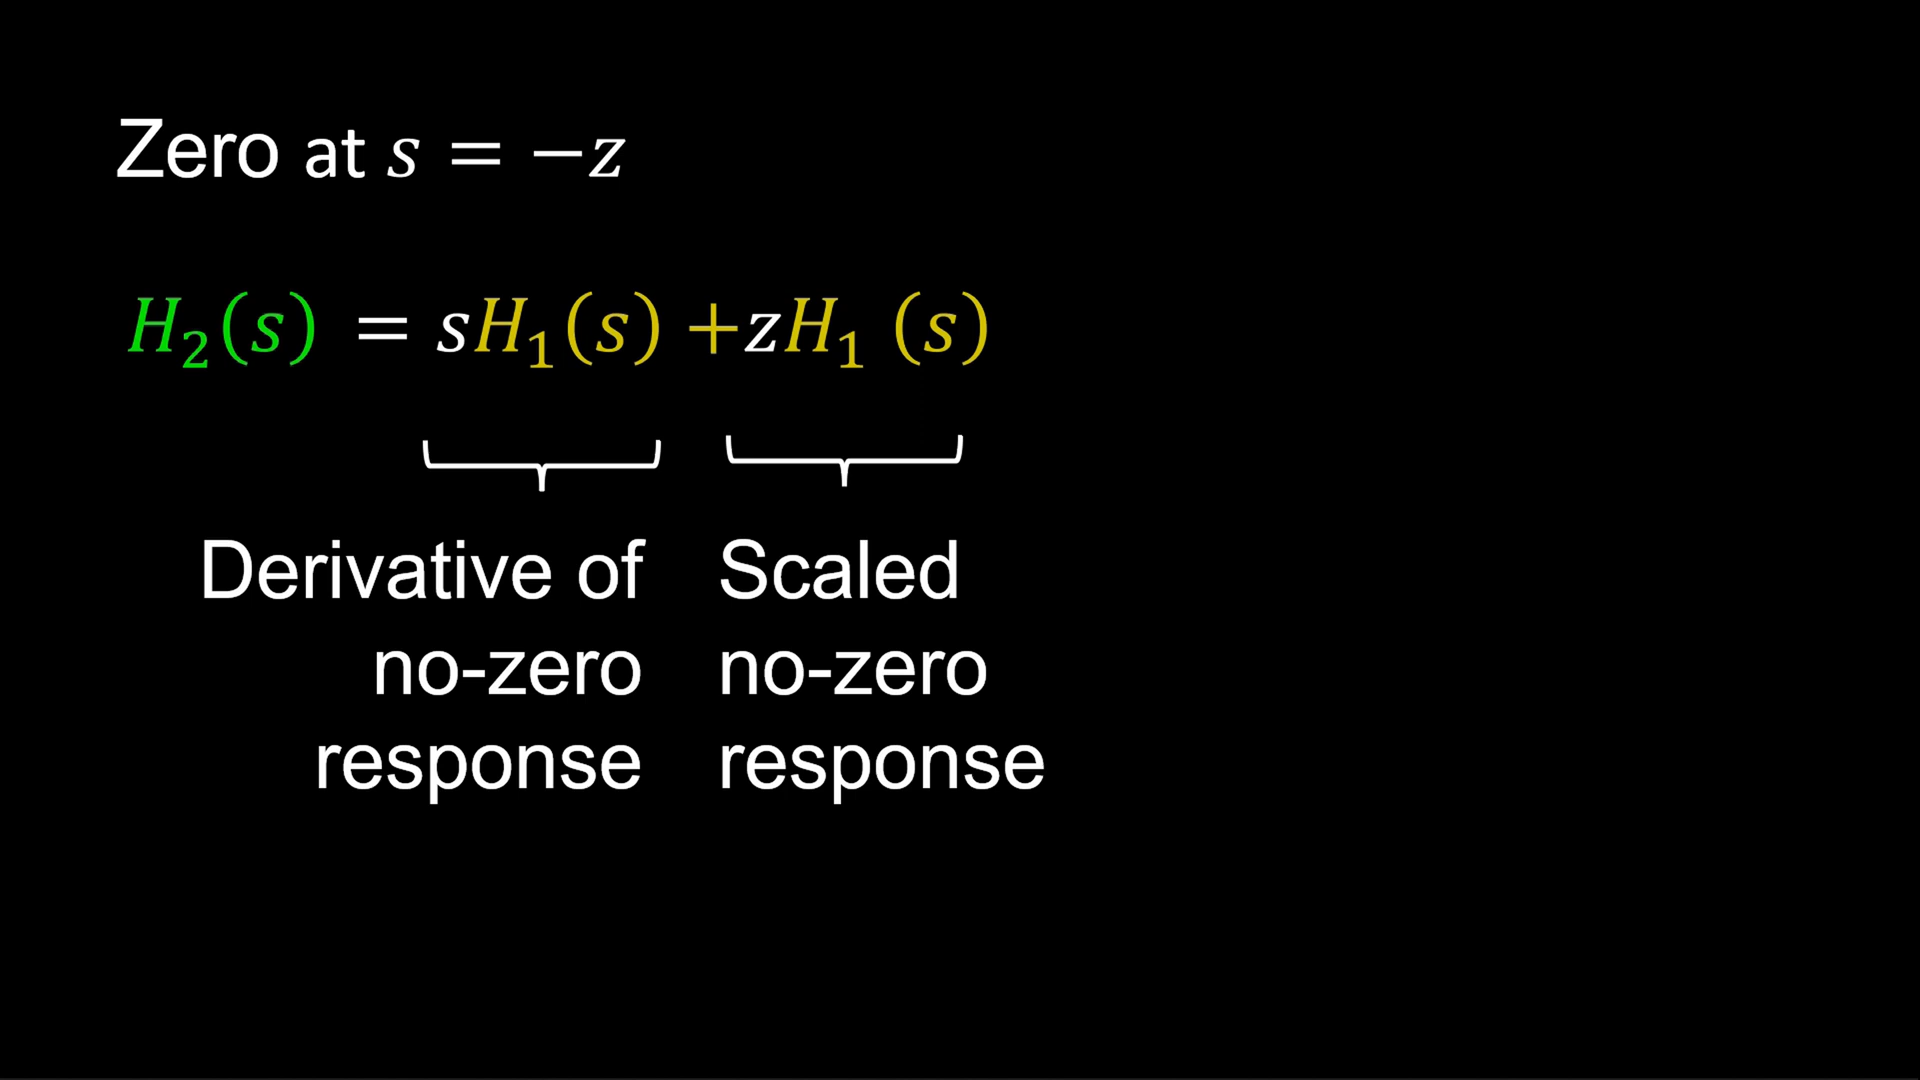 Zero at s = −z
H₂(s) = sH₁(s) +zH₁ (s)
Derivative of
no-zero
response
Scaled
no-zero
response